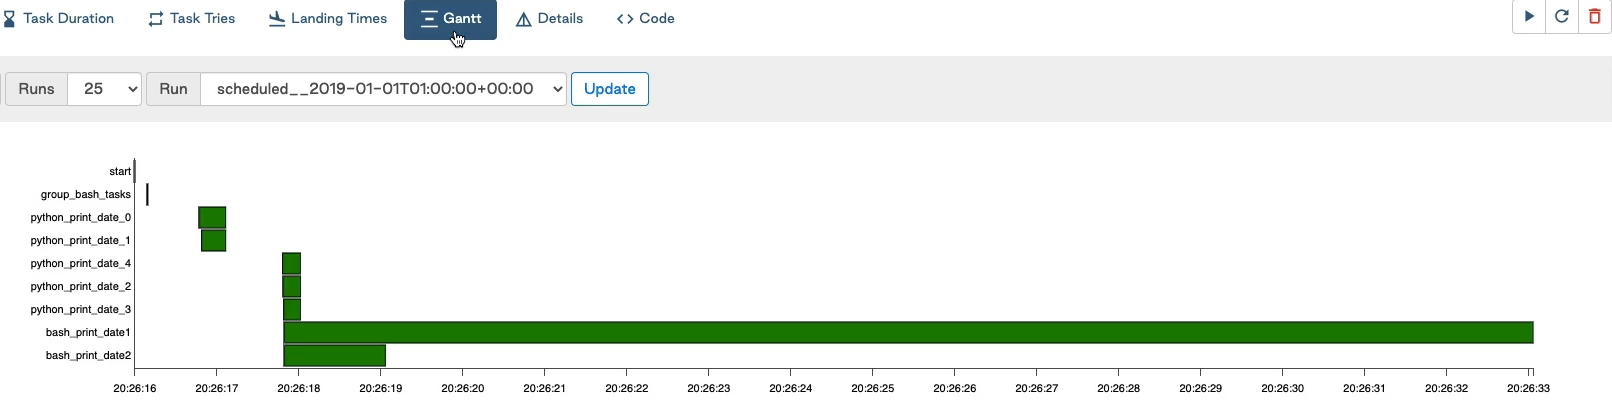 Task Duration Task Tries Landing Times Gantt Details Code
Runs 25 Run scheduled__2019-01-01T01:00:00+00:00 Update
start
group_bash_tasks
python_print_date_0
python_print_date_1
python_print_date_4
python_print_date_2
python_print_date_3
bash_print_date1
bash_print_date2
20:26:16 20:26:17 20:26:18 20:26:19 20:26:20 20:26:21 20:26:22 20:26:23 20:26:24 20:26:25 20:26:26 20:26:27 20:26:28 20:26:29 20:26:30 20:26:31 20:26:32 20:26:33